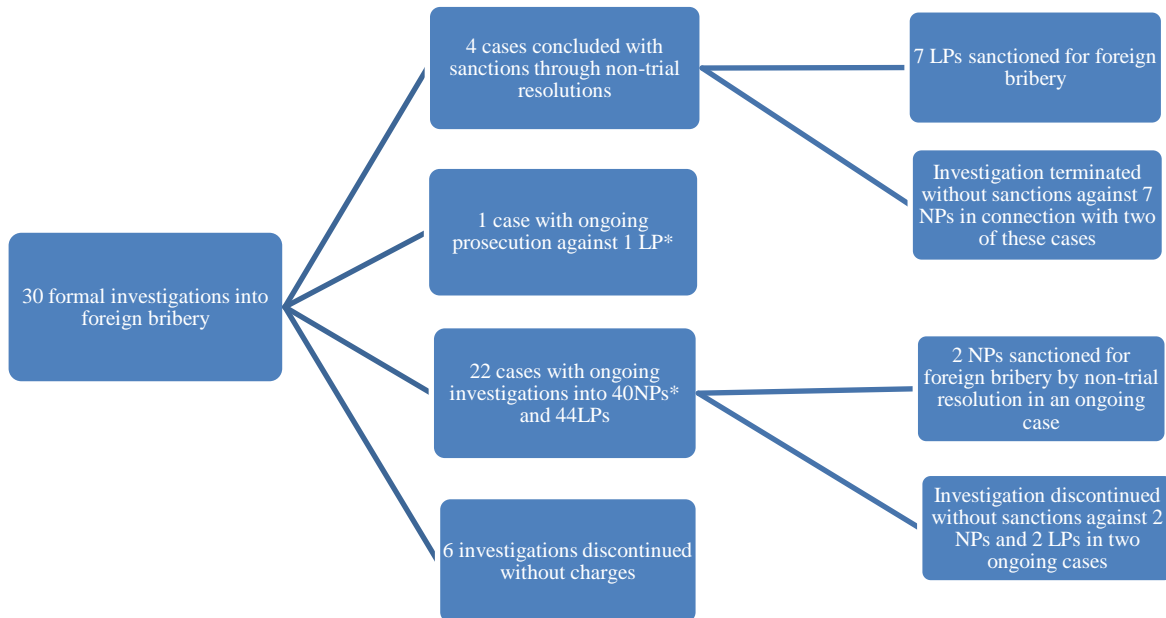 30 formal investigations into
foreign bribery
4 cases concluded with
sanctions through non-trial
resolutions
7 LPs sanctioned for foreign
bribery
Investigation terminated
without sanctions against 7
NPs in connection with two
of these cases
1 case with ongoing
prosecution against 1 LP*
22 cases with ongoing
investigations into 40NPs*
and 44LPs
2 NPs sanctioned for
foreign bribery by non-trial
resolution in an ongoing
case
Investigation discontinued
without sanctions against 2
NPs and 2 LPs in two
ongoing cases
6 investigations discontinued
without charges